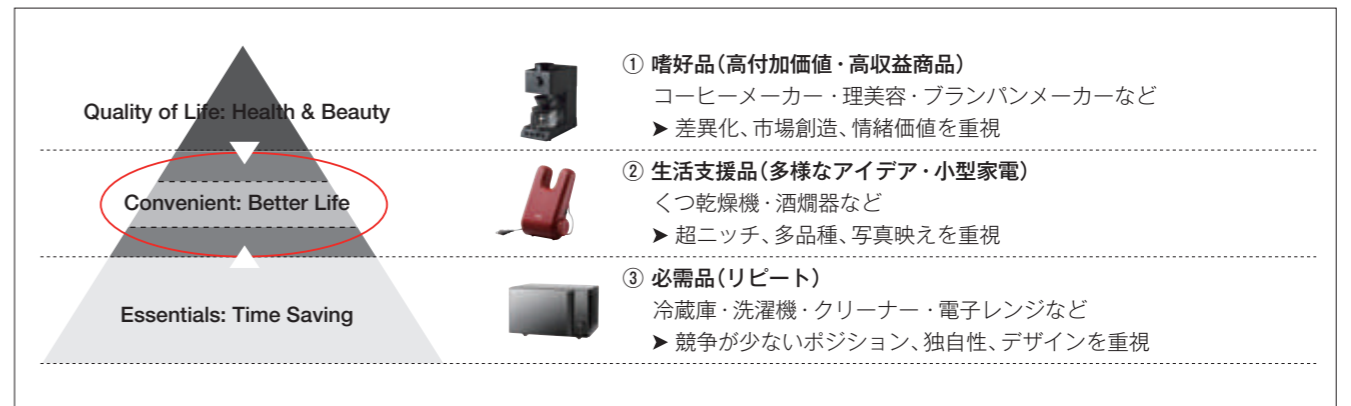 Quality of Life: Health & Beauty
① 嗜好品（高付加価値・高収益商品）
コーヒーメーカー・理美容・ブランパンメーカーなど
➤ 差異化、市場創造、情緒価値を重視
Convenient: Better Life
② 生活支援品（多様なアイデア・小型家電）
くつ乾燥機・酒燗器など
➤ 超ニッチ、多品種、写真映えを重視
Essentials: Time Saving
③ 必需品（リピート）
冷蔵庫・洗濯機・クリーナー・電子レンジなど
➤ 競争が少ないポジション、独自性、デザインを重視